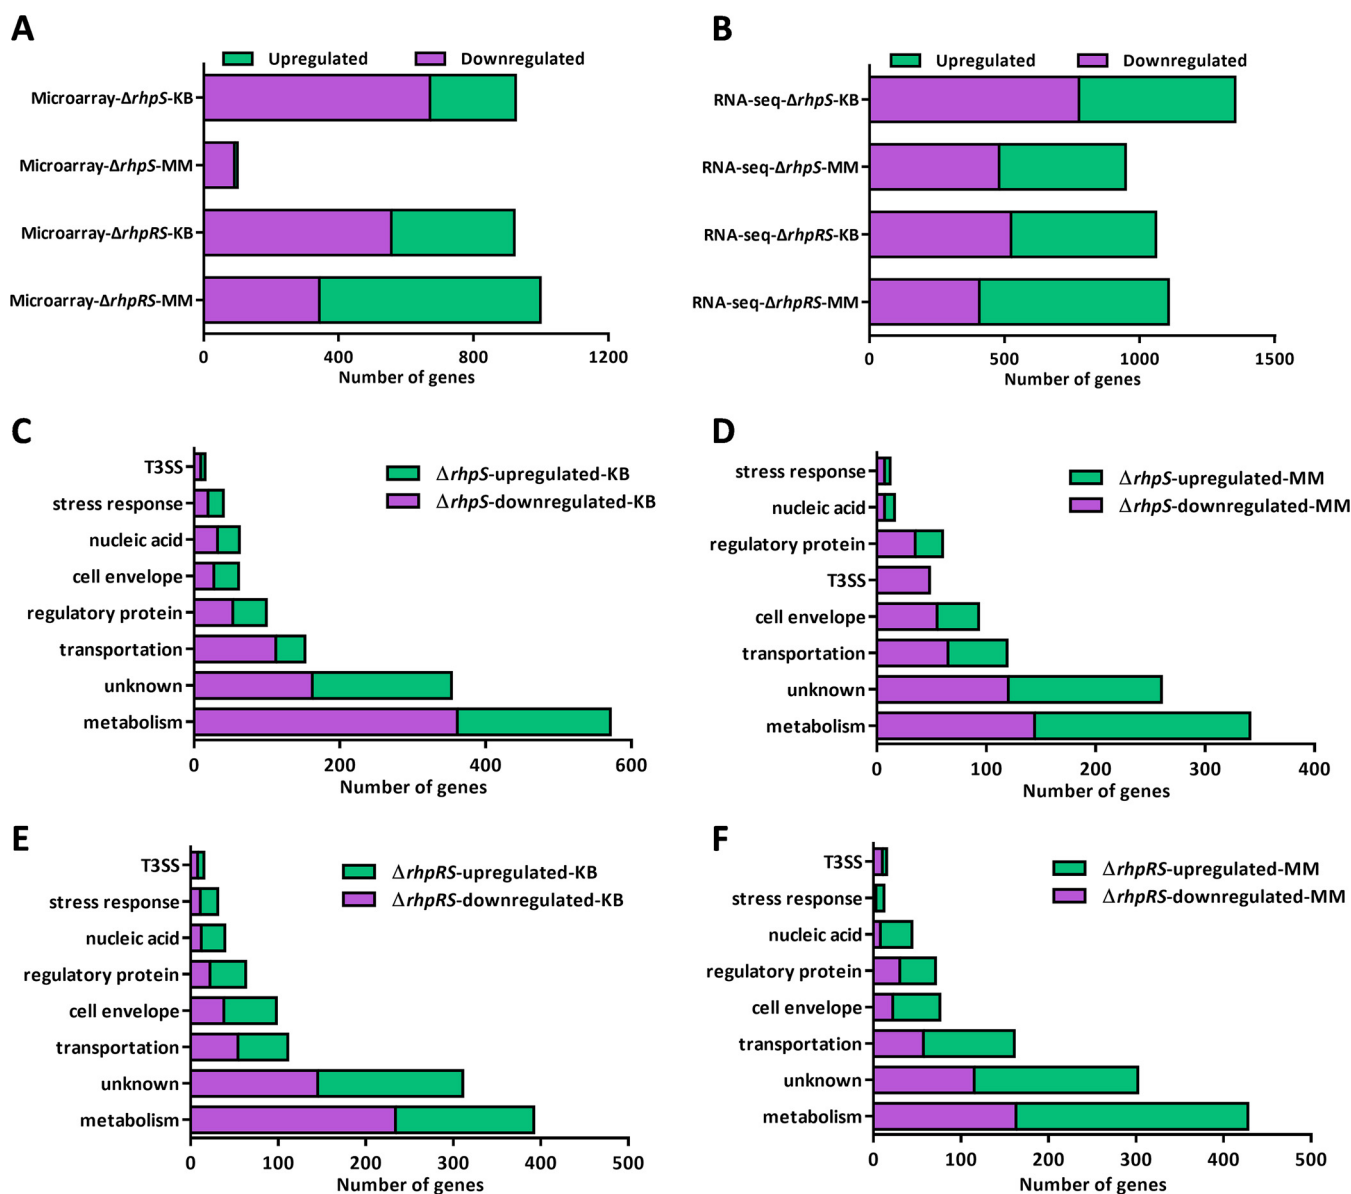 A
Upregulated Downregulated
Microarray-ΔrhpS-KB
Microarray-ΔrhpS-MM
Microarray-ΔrhpRS-KB
Microarray-ΔrhpRS-MM
0 400 800 1200
Number of genes
B
Upregulated Downregulated
RNA-seq-ΔrhpS-KB
RNA-seq-ΔrhpS-MM
RNA-seq-ΔrhpRS-KB
RNA-seq-ΔrhpRS-MM
0 500 1000 1500
Number of genes
C
ΔrhpS-upregulated-KB
ΔrhpS-downregulated-KB
T3SS
stress response
nucleic acid
cell envelope
regulatory protein
transportation
unknown
metabolism
0 200 400 600
Number of genes
D
ΔrhpS-upregulated-MM
ΔrhpS-downregulated-MM
stress response
nucleic acid
regulatory protein
T3SS
cell envelope
transportation
unknown
metabolism
0 100 200 300 400
Number of genes
E
ΔrhpRS-upregulated-KB
ΔrhpRS-downregulated-KB
T3SS
stress response
nucleic acid
regulatory protein
cell envelope
transportation
unknown
metabolism
0 100 200 300 400 500
Number of genes
F
ΔrhpRS-upregulated-MM
ΔrhpRS-downregulated-MM
T3SS
stress response
nucleic acid
regulatory protein
cell envelope
transportation
unknown
metabolism
0 100 200 300 400 500
Number of genes